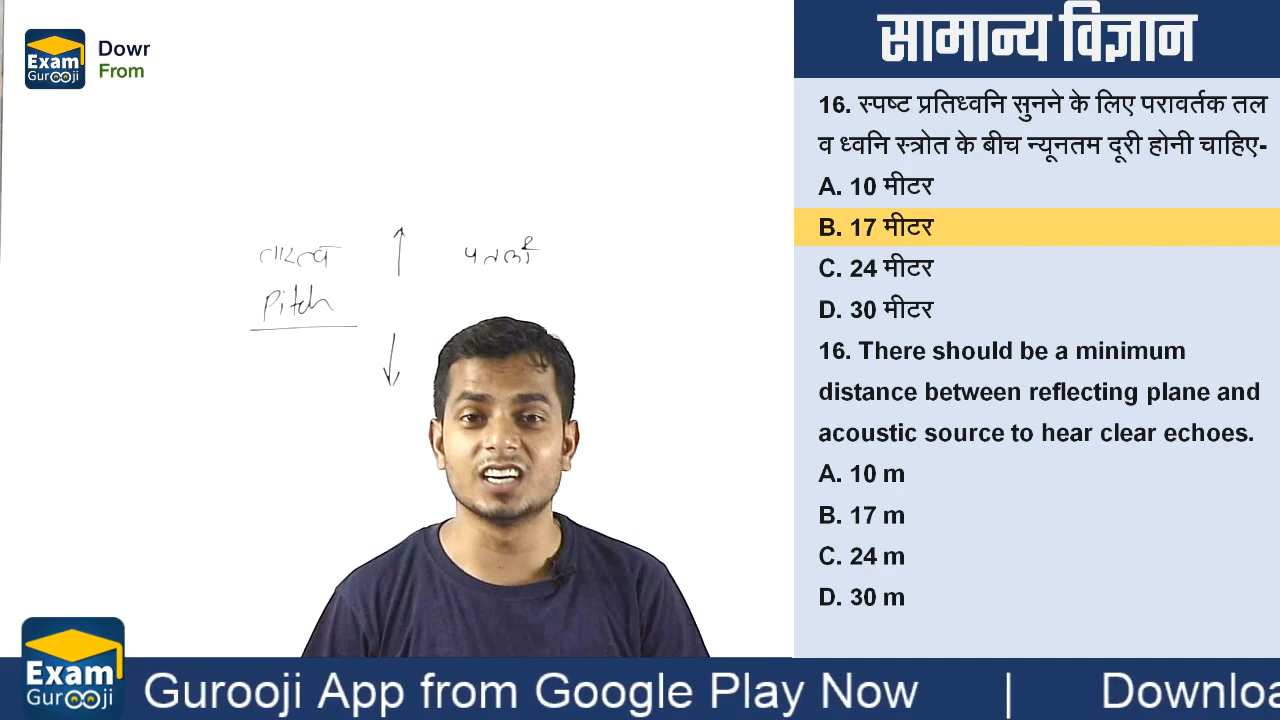 Exam
Gurooji
Dowr
From
सामान्य विज्ञान
16. स्पष्ट प्रतिध्वनि सुनने के लिए परावर्तक तल
व ध्वनि स्त्रोत के बीच न्यूनतम दूरी होनी चाहिए-
A. 10 मीटर
B. 17 मीटर
C. 24 मीटर
D. 30 मीटर
16. There should be a minimum
distance between reflecting plane and
acoustic source to hear clear echoes.
A. 10 m
B. 17 m
C. 24 m
D. 30 m
तारत्व
Pitch
Exam
Gurooji
Gurooji App from Google Play Now | Downloa